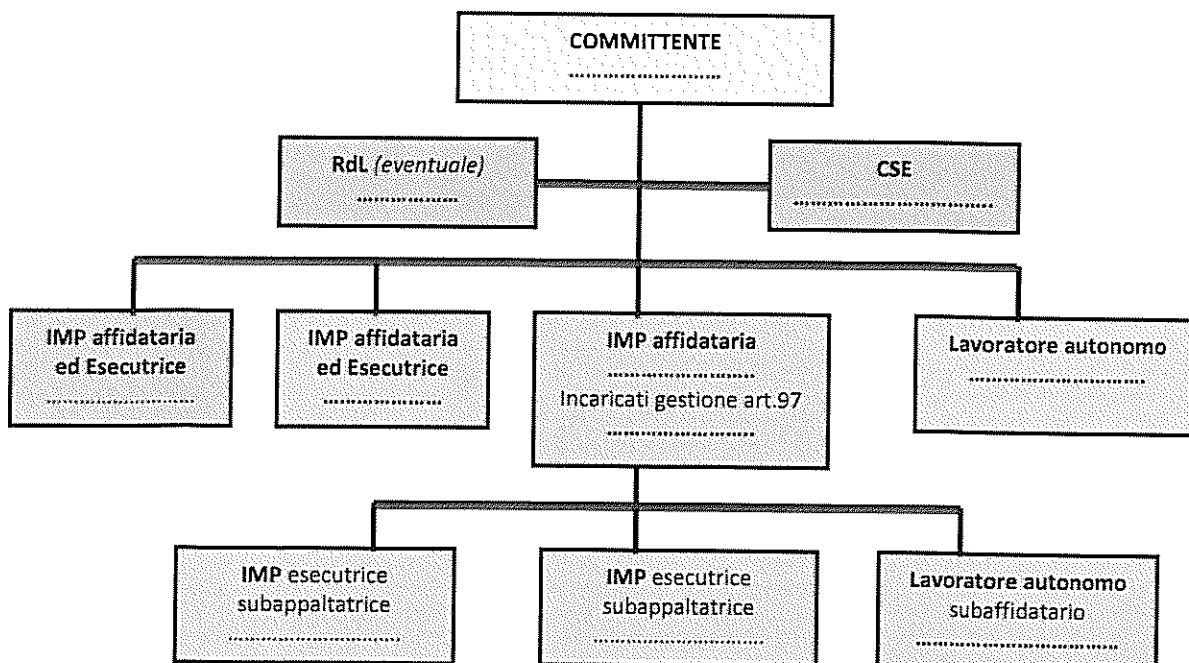 COMMITTENTE
........................
RdL (eventuale)
................
CSE
................................
IMP affidataria
ed Esecutrice
............................
IMP affidataria
ed Esecutrice
...................
IMP affidataria
........................
Incaricati gestione art.97
........................
Lavoratore autonomo
............................
IMP esecutrice
subappaltatrice
............................
IMP esecutrice
subappaltatrice
............................
Lavoratore autonomo
subaffidatario
................................